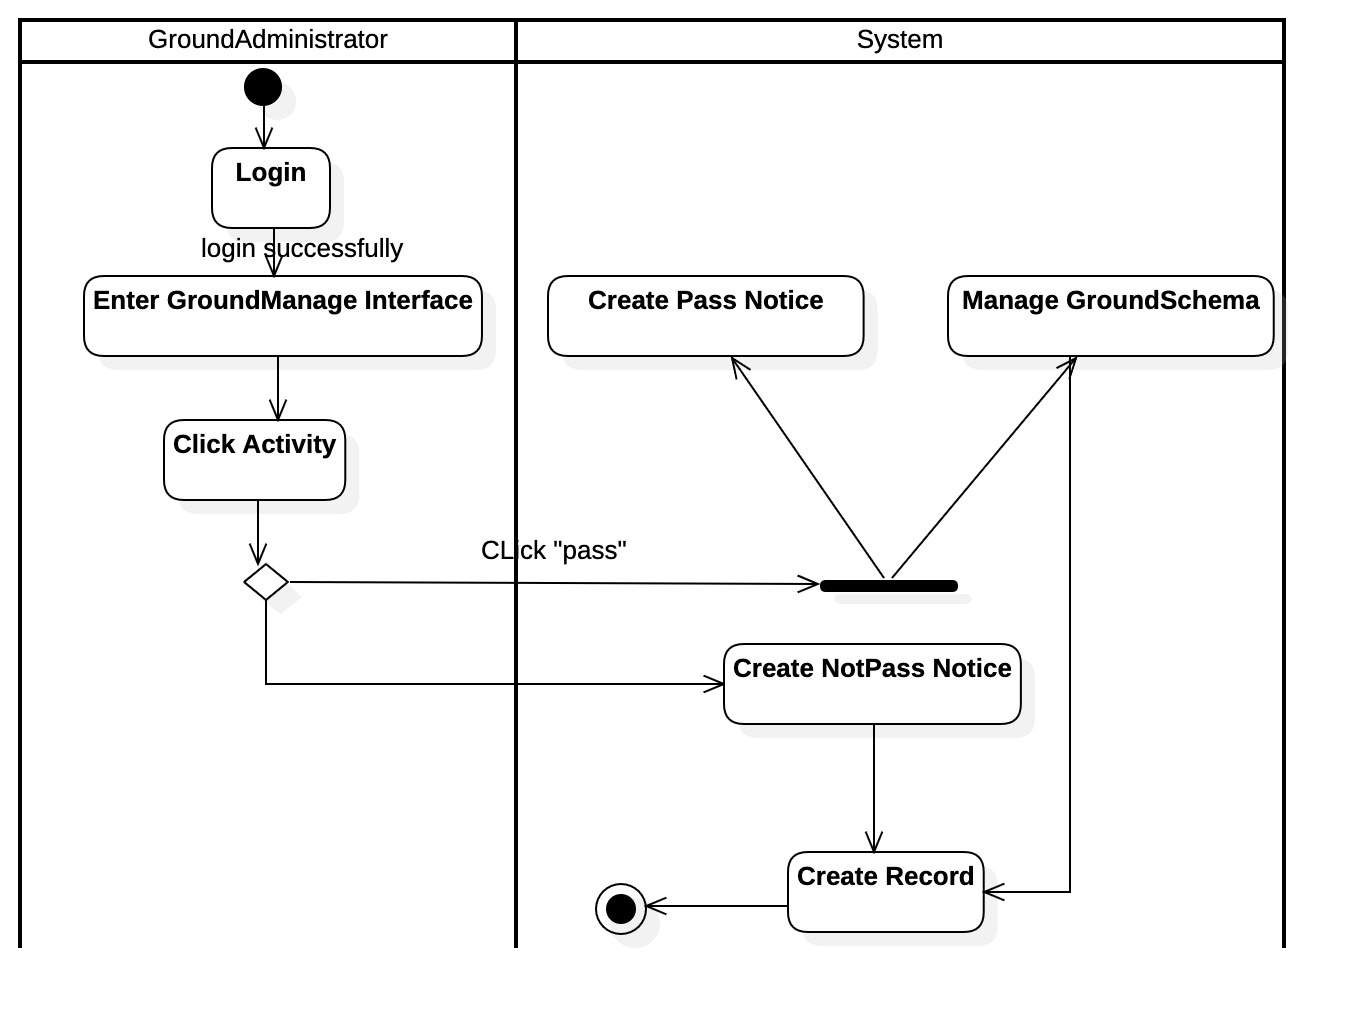 GroundAdministrator
System
Login
login successfully
Enter GroundManage Interface
Create Pass Notice
Manage GroundSchema
Click Activity
CLick "pass"
Create NotPass Notice
Create Record